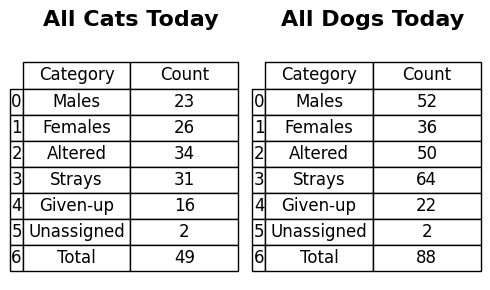 All Cats Today
Category Count
0 Males 23
1 Females 26
2 Altered 34
3 Strays 31
4 Given-up 16
5 Unassigned 2
6 Total 49
All Dogs Today
Category Count
0 Males 52
1 Females 36
2 Altered 50
3 Strays 64
4 Given-up 22
5 Unassigned 2
6 Total 88